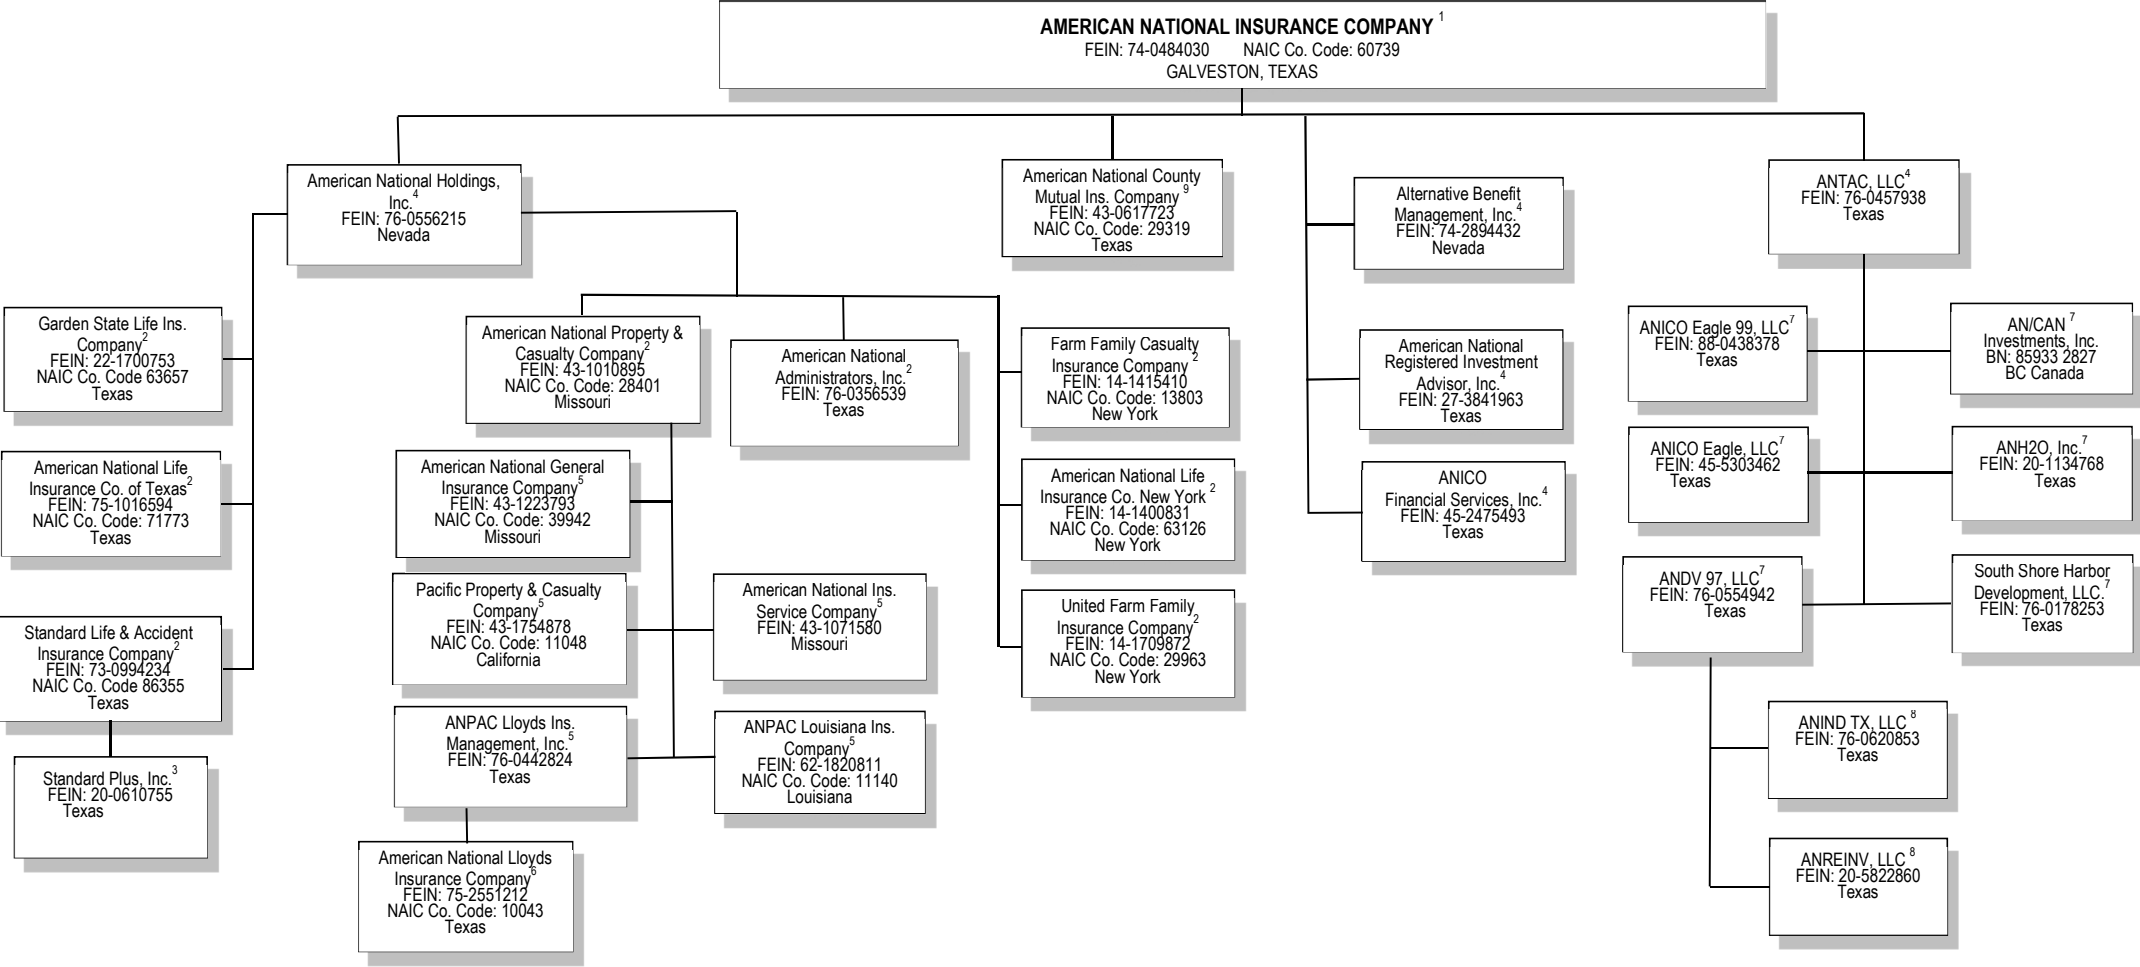 AMERICAN NATIONAL INSURANCE COMPANY 1
FEIN: 74-0484030 NAIC Co. Code: 60739
GALVESTON, TEXAS
American National Holdings,
Inc.4
FEIN: 76-0556215
Nevada
American National County
Mutual Ins. Company 9
FEIN: 43-0617723
NAIC Co. Code: 29319
Texas
Alternative Benefit
Management, Inc.4
FEIN: 74-2894432
Nevada
ANTAC, LLC4
FEIN: 76-0457938
Texas
Garden State Life Ins.
Company2
FEIN: 22-1700753
NAIC Co. Code 63657
Texas
American National Property &
Casualty Company2
FEIN: 43-1010895
NAIC Co. Code: 28401
Missouri
American National
Administrators, Inc.2
FEIN: 76-0356539
Texas
Farm Family Casualty
Insurance Company 2
FEIN: 14-1415410
NAIC Co. Code: 13803
New York
American National
Registered Investment
Advisor, Inc.4
FEIN: 27-3841963
Texas
ANICO Eagle 99, LLC7
FEIN: 88-0438378
Texas
AN/CAN 7
Investments, Inc.
BN: 85933 2827
BC Canada
American National Life
Insurance Co. of Texas2
FEIN: 75-1016594
NAIC Co. Code: 71773
Texas
American National General
Insurance Company5
FEIN: 43-1223793
NAIC Co. Code: 39942
Missouri
American National Life
Insurance Co. New York 2
FEIN: 14-1400831
NAIC Co. Code: 63126
New York
ANICO
Financial Services, Inc.4
FEIN: 45-2475493
Texas
ANICO Eagle, LLC7
FEIN: 45-5303462
Texas
ANH2O, Inc.7
FEIN: 20-1134768
Texas
Standard Life & Accident
Insurance Company2
FEIN: 73-0994234
NAIC Co. Code 86355
Texas
Pacific Property & Casualty
Company5
FEIN: 43-1754878
NAIC Co. Code: 11048
California
American National Ins.
Service Company5
FEIN: 43-1071580
Missouri
United Farm Family
Insurance Company2
FEIN: 14-1709872
NAIC Co. Code: 29963
New York
ANDV 97, LLC7
FEIN: 76-0554942
Texas
South Shore Harbor
Development, LLC.7
FEIN: 76-0178253
Texas
Standard Plus, Inc.3
FEIN: 20-0610755
Texas
ANPAC Lloyds Ins.
Management, Inc.5
FEIN: 76-0442824
Texas
ANPAC Louisiana Ins.
Company5
FEIN: 62-1820811
NAIC Co. Code: 11140
Louisiana
ANIND TX, LLC 8
FEIN: 76-0620853
Texas
American National Lloyds
Insurance Company6
FEIN: 75-2551212
NAIC Co. Code: 10043
Texas
ANREINV, LLC 8
FEIN: 20-5822860
Texas